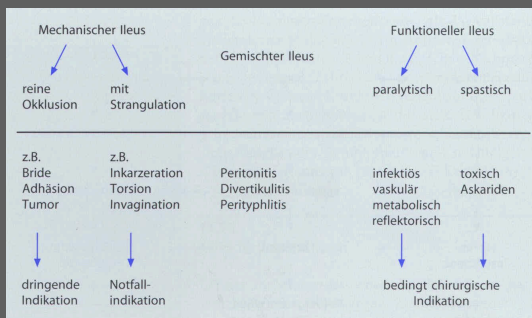 Mechanischer Ileus
Gemischter Ileus
Funktioneller Ileus
reine
Okklusion
mit
Strangulation
paralytisch
spastisch
z.B.
Bride
Adhäsion
Tumor
z.B.
Inkarzeration
Torsion
Invagination
Peritonitis
Divertikulitis
Perityphlitis
infektiös
vaskulär
metabolisch
reflektorisch
toxisch
Askariden
dringende
Indikation
Notfall-
indikation
bedingt chirurgische
Indikation